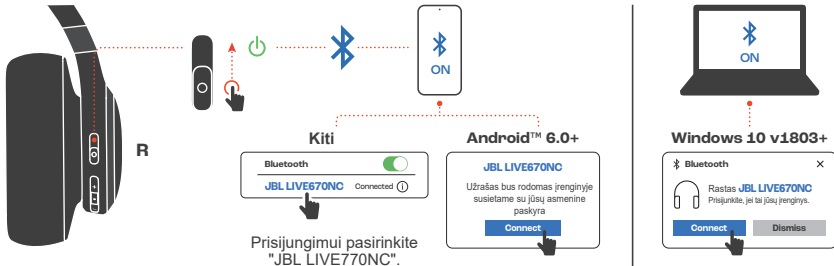 ON
ON
R
Kiti
Android™ 6.0+
Windows 10 v1803+
Bluetooth
JBL LIVE670NC Connected
JBL LIVE670NC
Užrašas bus rodomas įrenginyje
susietame su jūsų asmenine
paskyra
Connect
Bluetooth
Rastas JBL LIVE670NC
Prisijunkite, jei tai jūsų įrenginys.
Connect Dismiss
Prisijungimui pasirinkite
"JBL LIVE770NC".